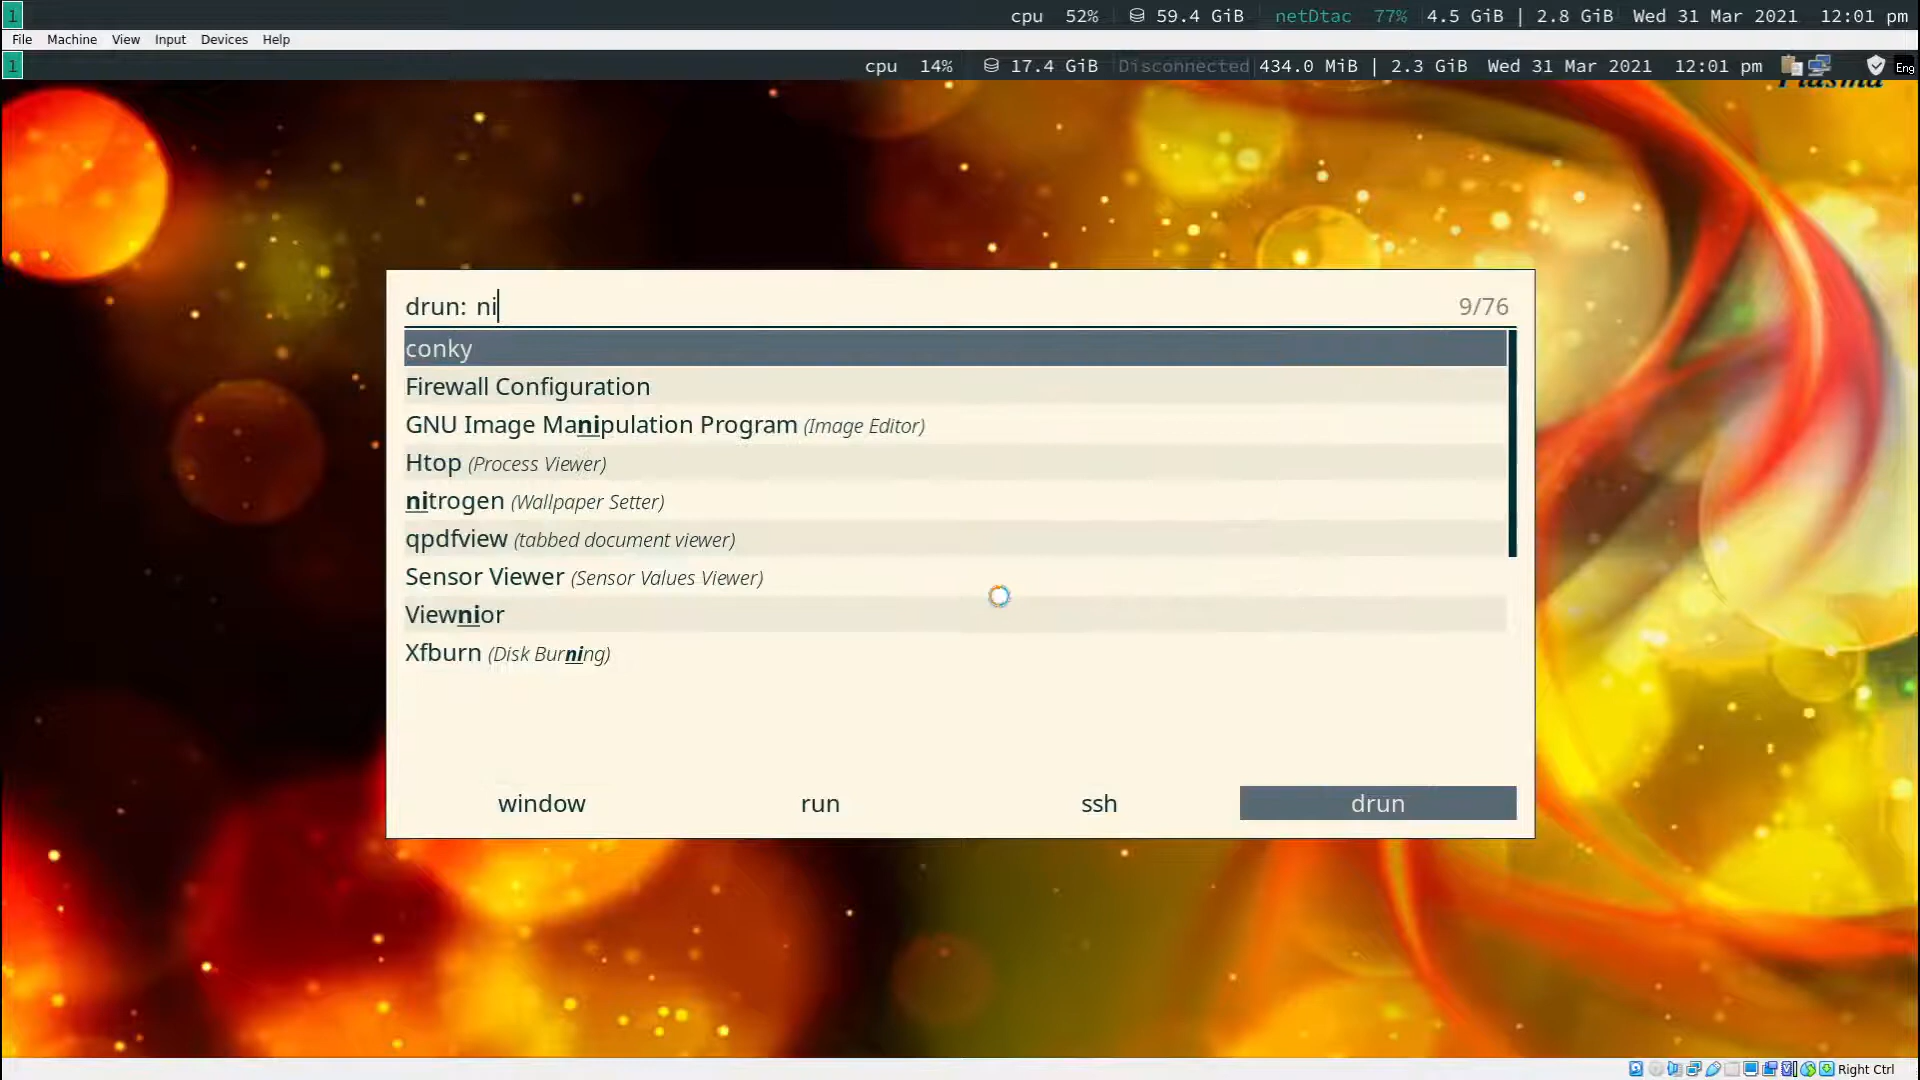 1 cpu 52% 59.4 GiB netDtac 77% 4.5 GiB | 2.8 GiB Wed 31 Mar 2021 12:01 pm
File Machine View Input Devices Help
1 cpu 14% 17.4 GiB Disconnected 434.0 MiB | 2.3 GiB Wed 31 Mar 2021 12:01 pm Eng
Plasma
drun: ni 9/76
conky
Firewall Configuration
GNU Image Manipulation Program (Image Editor)
Htop (Process Viewer)
nitrogen (Wallpaper Setter)
qpdfview (tabbed document viewer)
Sensor Viewer (Sensor Values Viewer)
Viewnior
Xfburn (Disk Burning)
window run ssh drun
Right Ctrl